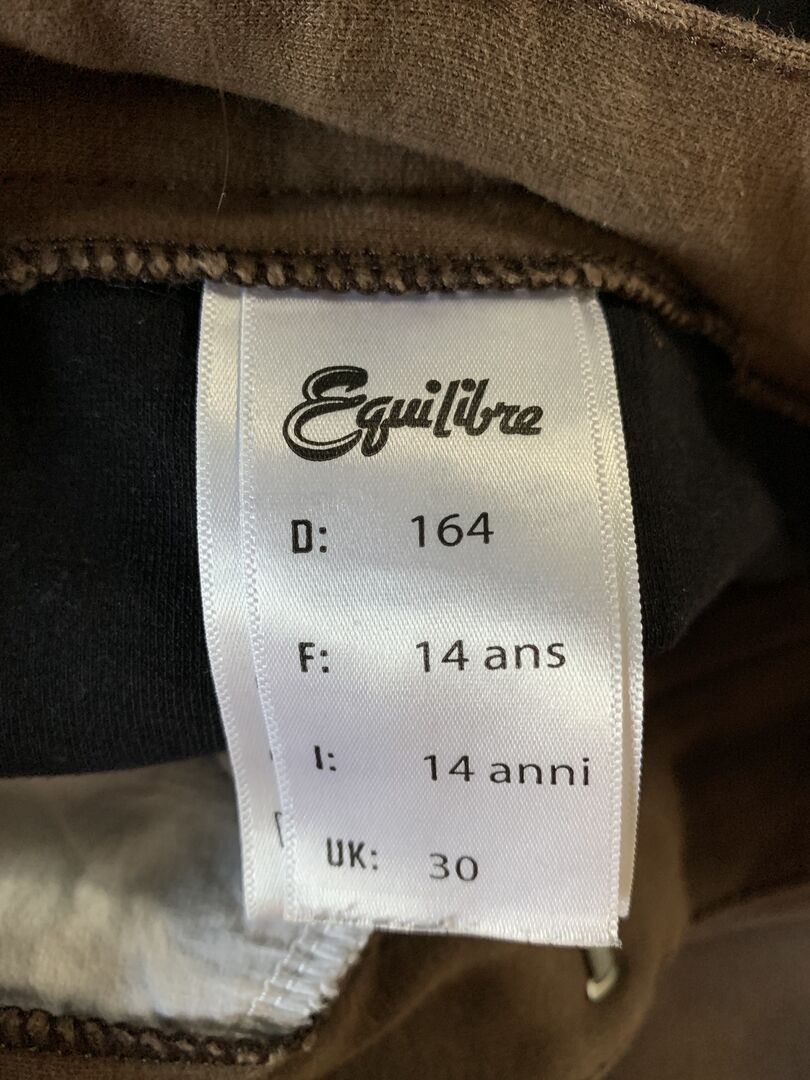 Equilibre
D: 164
F: 14 ans
I: 14 anni
UK: 30